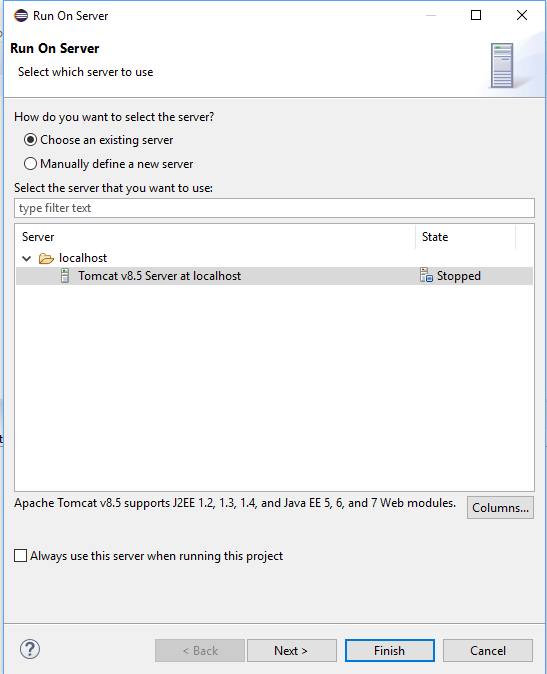 Run On Server
Run On Server
Select which server to use
How do you want to select the server?
Choose an existing server
Manually define a new server
Select the server that you want to use:
type filter text
Server State
localhost
Tomcat v8.5 Server at localhost Stopped
Apache Tomcat v8.5 supports J2EE 1.2, 1.3, 1.4, and Java EE 5, 6, and 7 Web modules.
Columns...
Always use this server when running this project
? < Back Next > Finish Cancel